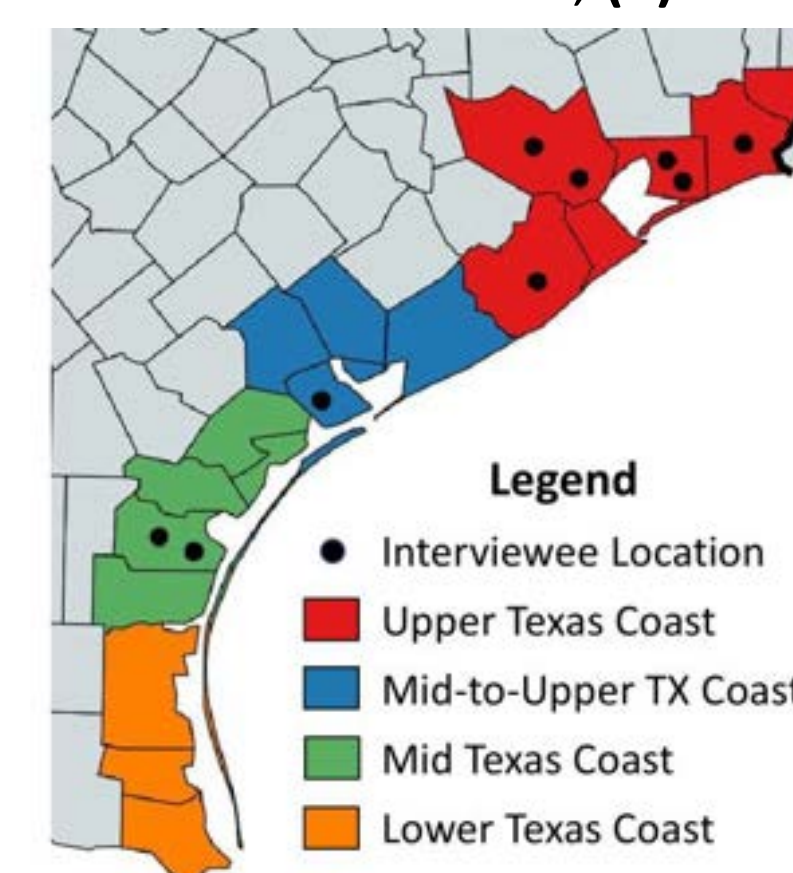 Legend
Interviewee Location
Upper Texas Coast
Mid-to-Upper TX Coast
Mid Texas Coast
Lower Texas Coast